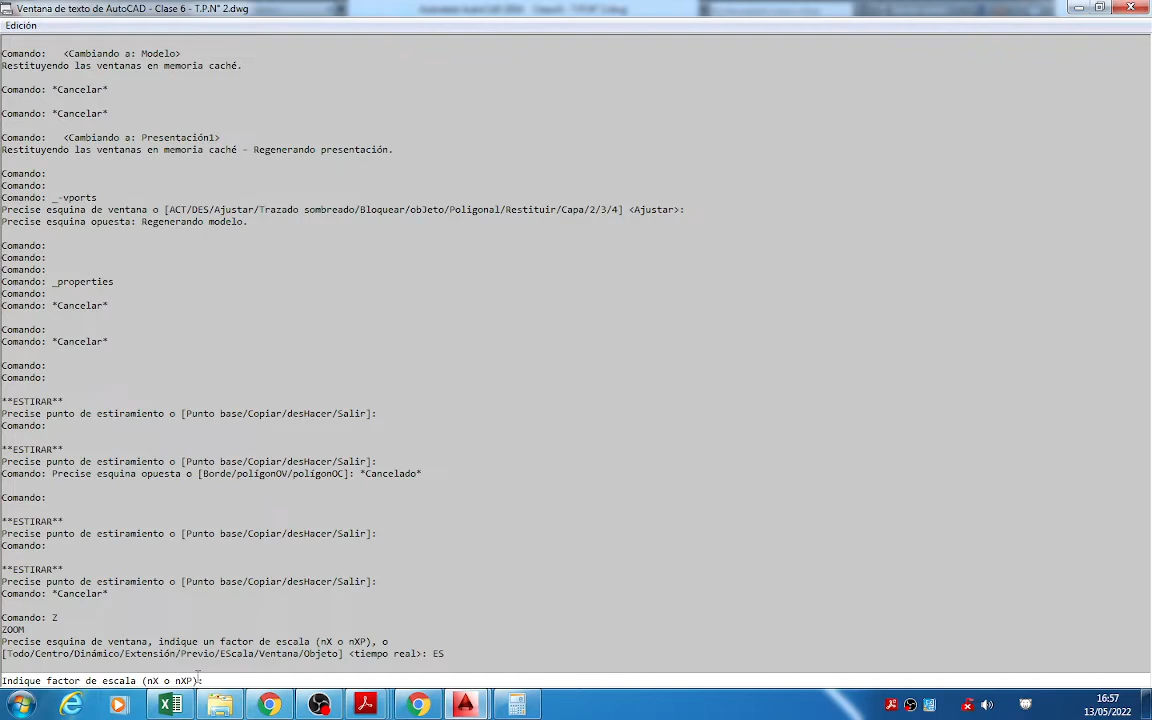 Ventana de texto de AutoCAD - Clase 6 - T.P.N° 2.dwg
Edición
Comando:   <Cambiando a: Modelo>
Restituyendo las ventanas en memoria caché.
Comando: *Cancelar*
Comando: *Cancelar*
Comando:   <Cambiando a: Presentación1>
Restituyendo las ventanas en memoria caché - Regenerando presentación.
Comando:
Comando:
Comando: _-vports
Precise esquina de ventana o [ACT/DES/Ajustar/Trazado sombreado/Bloquear/obJeto/Poligonal/Restituir/Capa/2/3/4] <Ajustar>:
Precise esquina opuesta: Regenerando modelo.
Comando:
Comando:
Comando:
Comando: _properties
Comando:
Comando: *Cancelar*
Comando:
Comando: *Cancelar*
Comando:
Comando:
**ESTIRAR**
Precise punto de estiramiento o [Punto base/Copiar/desHacer/Salir]:
Comando:
**ESTIRAR**
Precise punto de estiramiento o [Punto base/Copiar/desHacer/Salir]:
Comando: Precise esquina opuesta o [Borde/polígonOV/polígonOC]: *Cancelado*
Comando:
**ESTIRAR**
Precise punto de estiramiento o [Punto base/Copiar/desHacer/Salir]:
Comando:
**ESTIRAR**
Precise punto de estiramiento o [Punto base/Copiar/desHacer/Salir]:
Comando: *Cancelar*
Comando: Z
ZOOM
Precise esquina de ventana, indique un factor de escala (nX o nXP), o
[Todo/Centro/Dinámico/Extensión/Previo/EScala/Ventana/Objeto] <tiempo real>: ES
Indique factor de escala (nX o nXP):
16:57
13/05/2022